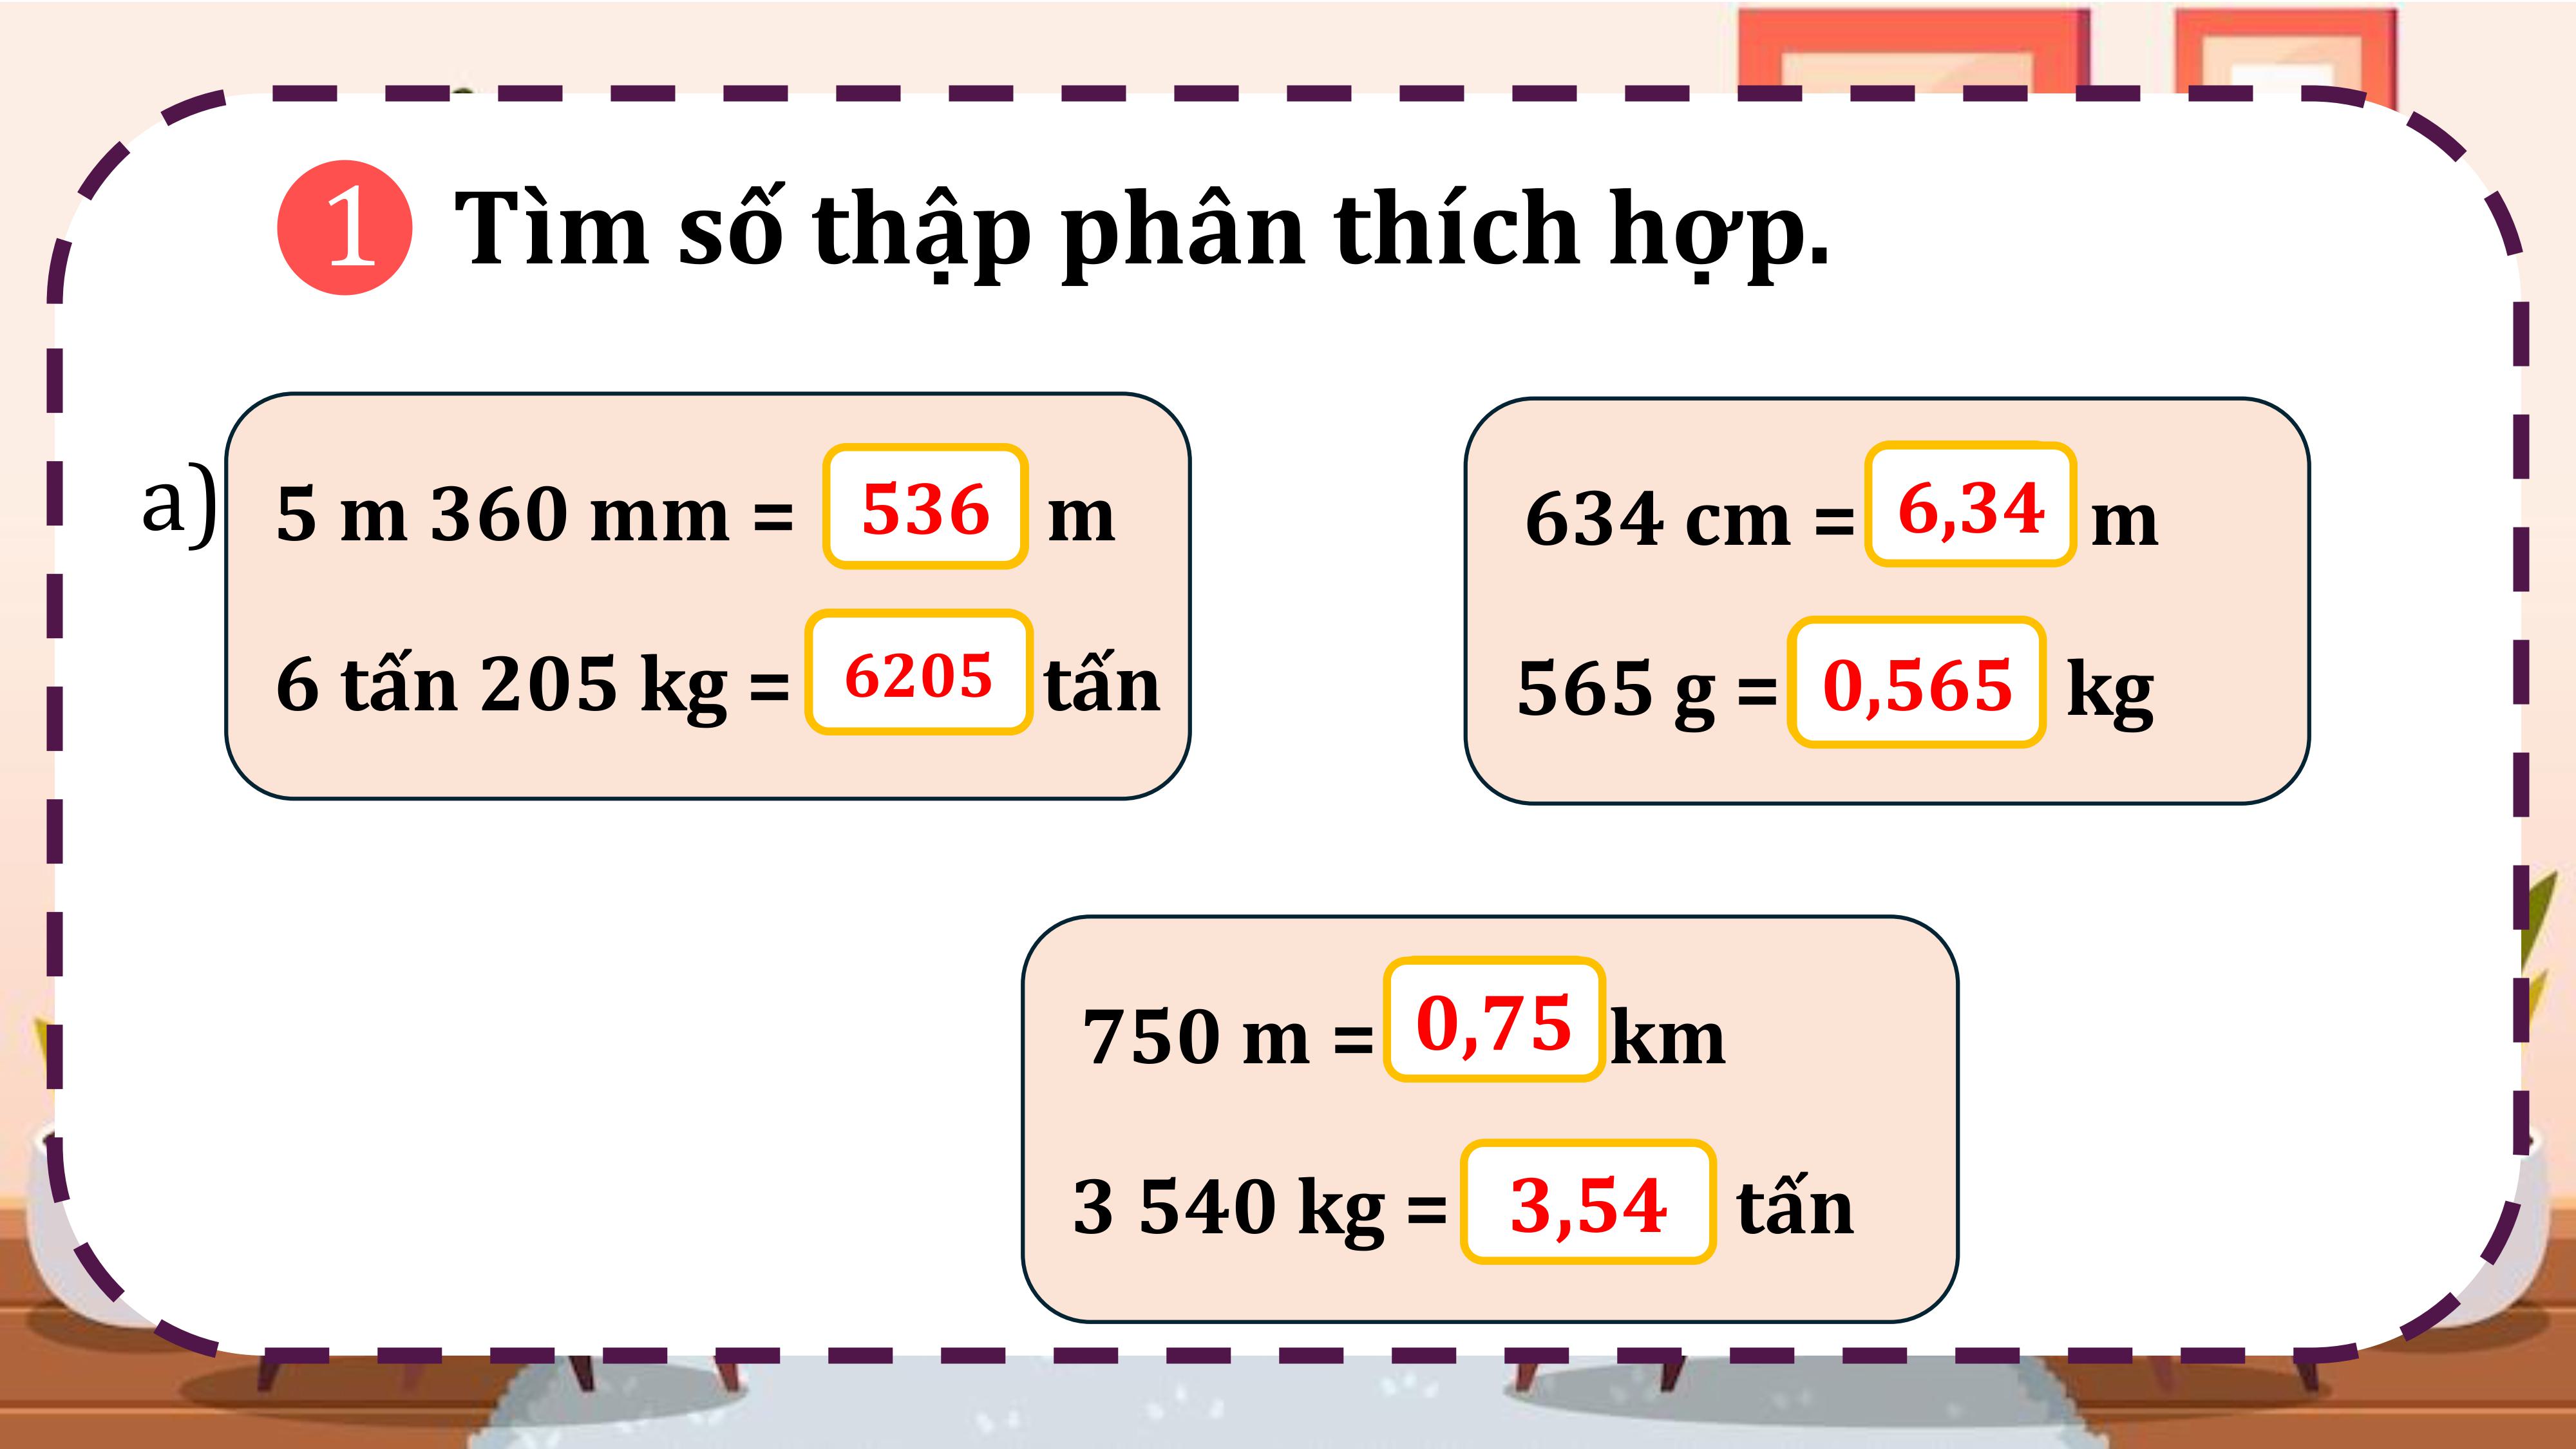 1 Tìm số thập phân thích hợp.
a)
5 m 360 mm = 536 m
6 tấn 205 kg = 6205 tấn
634 cm = 6,34 m
565 g = 0,565 kg
750 m = 0,75 km
3 540 kg = 3,54 tấn